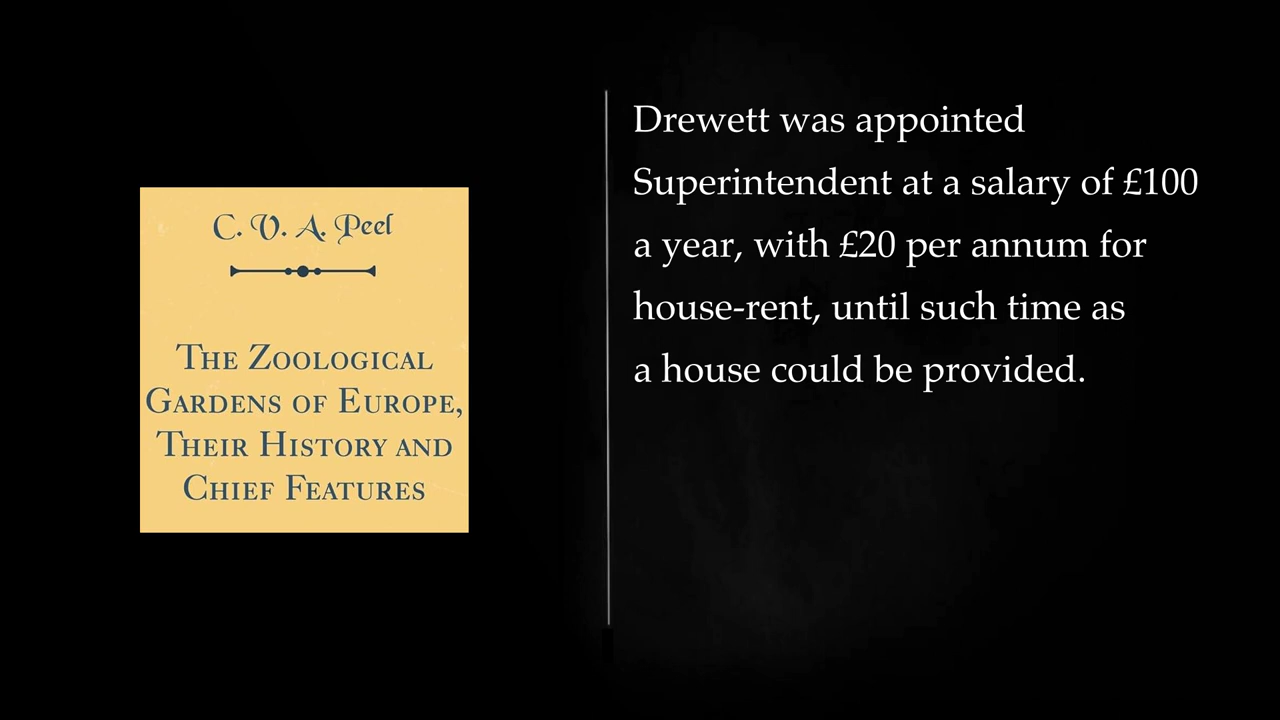 C. V. A. Peel
The Zoological
Gardens of Europe,
Their History and
Chief Features
Drewett was appointed
Superintendent at a salary of £100
a year, with £20 per annum for
house-rent, until such time as
a house could be provided.